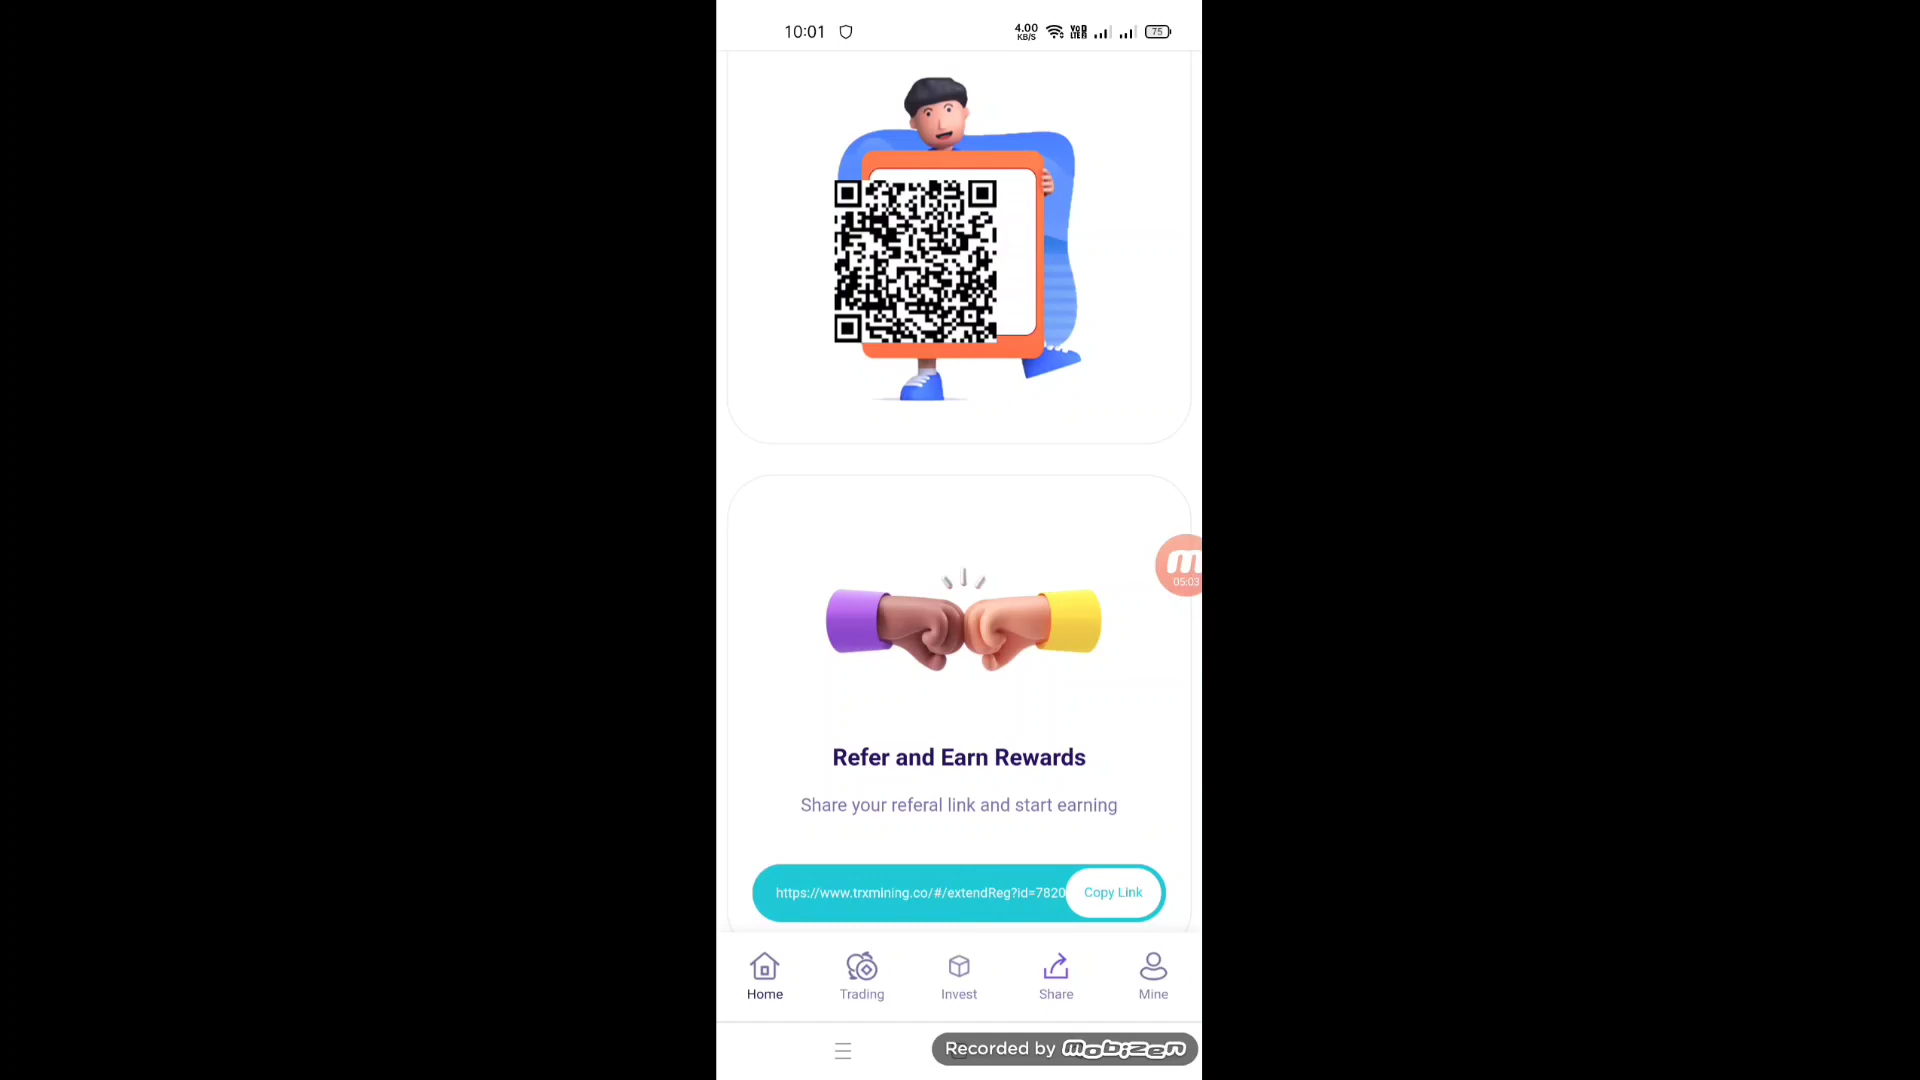 10:01
4.00
KB/S
75
05:03
Refer and Earn Rewards
Share your referal link and start earning
https://www.trxmining.co/#/extendReg?id=7820
Copy Link
Home
Trading
Invest
Share
Mine
Recorded by mobizen